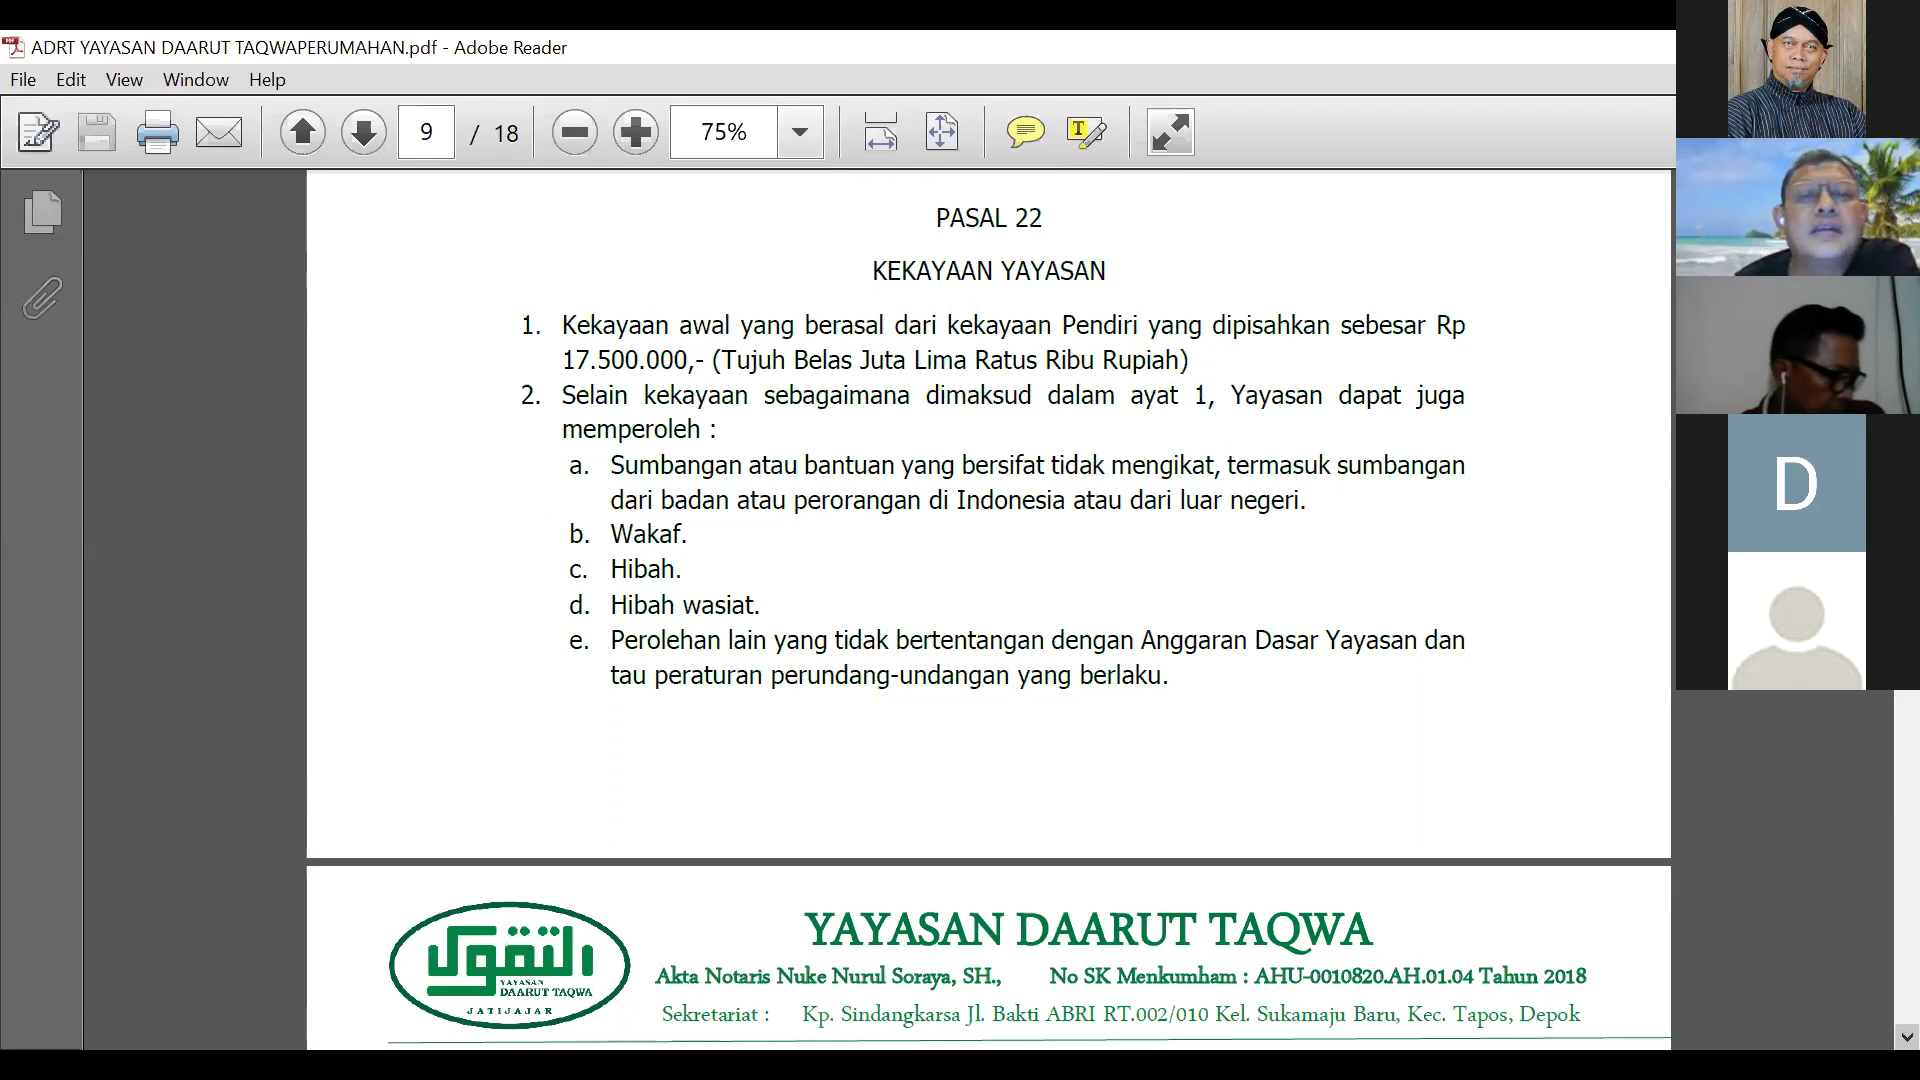 ADRT YAYASAN DAARUT TAQWAPERUMAHAN.pdf - Adobe Reader
File Edit View Window Help
9 / 18 75%
PASAL 22
KEKAYAAN YAYASAN
1. Kekayaan awal yang berasal dari kekayaan Pendiri yang dipisahkan sebesar Rp
17.500.000,- (Tujuh Belas Juta Lima Ratus Ribu Rupiah)
2. Selain kekayaan sebagaimana dimaksud dalam ayat 1, Yayasan dapat juga
memperoleh :
a. Sumbangan atau bantuan yang bersifat tidak mengikat, termasuk sumbangan
dari badan atau perorangan di Indonesia atau dari luar negeri.
b. Wakaf.
c. Hibah.
d. Hibah wasiat.
e. Perolehan lain yang tidak bertentangan dengan Anggaran Dasar Yayasan dan
tau peraturan perundang-undangan yang berlaku.
D
التقوى
YAYASAN
DAARUT TAQWA
JATIJAJAR
YAYASAN DAARUT TAQWA
Akta Notaris Nuke Nurul Soraya, SH., No SK Menkumham : AHU-0010820.AH.01.04 Tahun 2018
Sekretariat : Kp. Sindangkarsa Jl. Bakti ABRI RT.002/010 Kel. Sukamaju Baru, Kec. Tapos, Depok